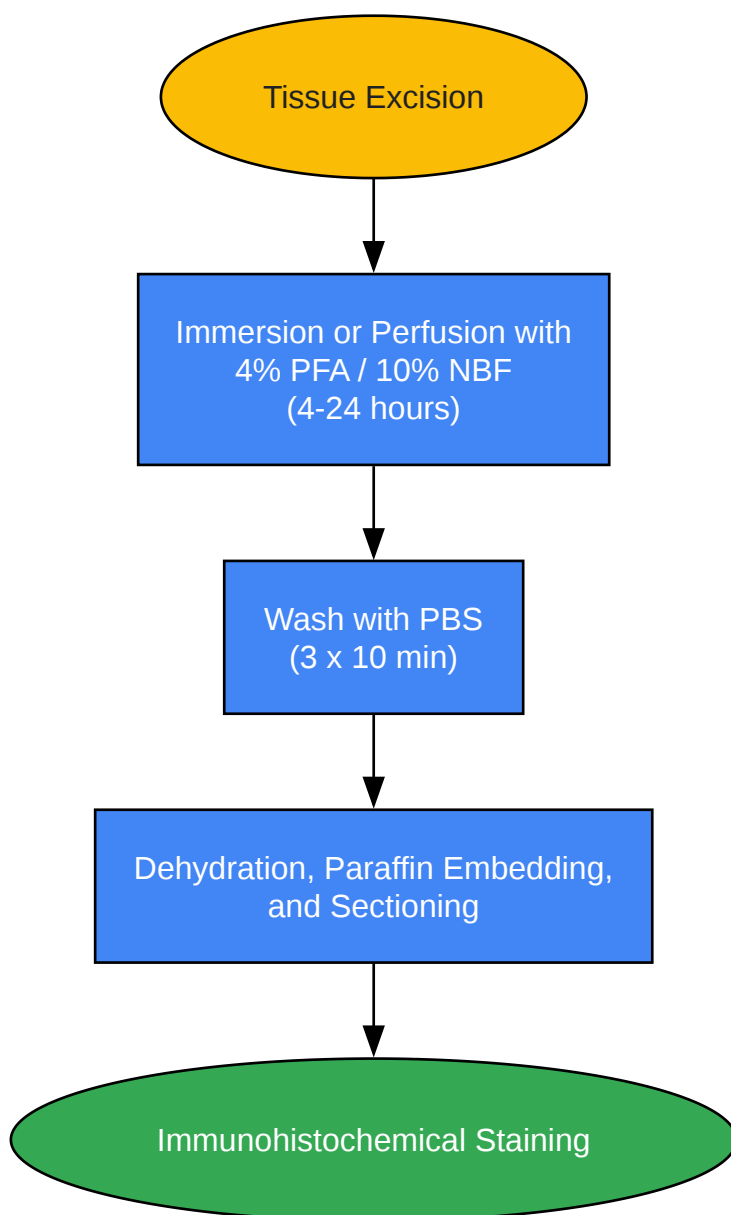 Tissue Excision
Immersion or Perfusion with
4% PFA / 10% NBF
(4-24 hours)
Wash with PBS
(3 x 10 min)
Dehydration, Paraffin Embedding,
and Sectioning
Immunohistochemical Staining